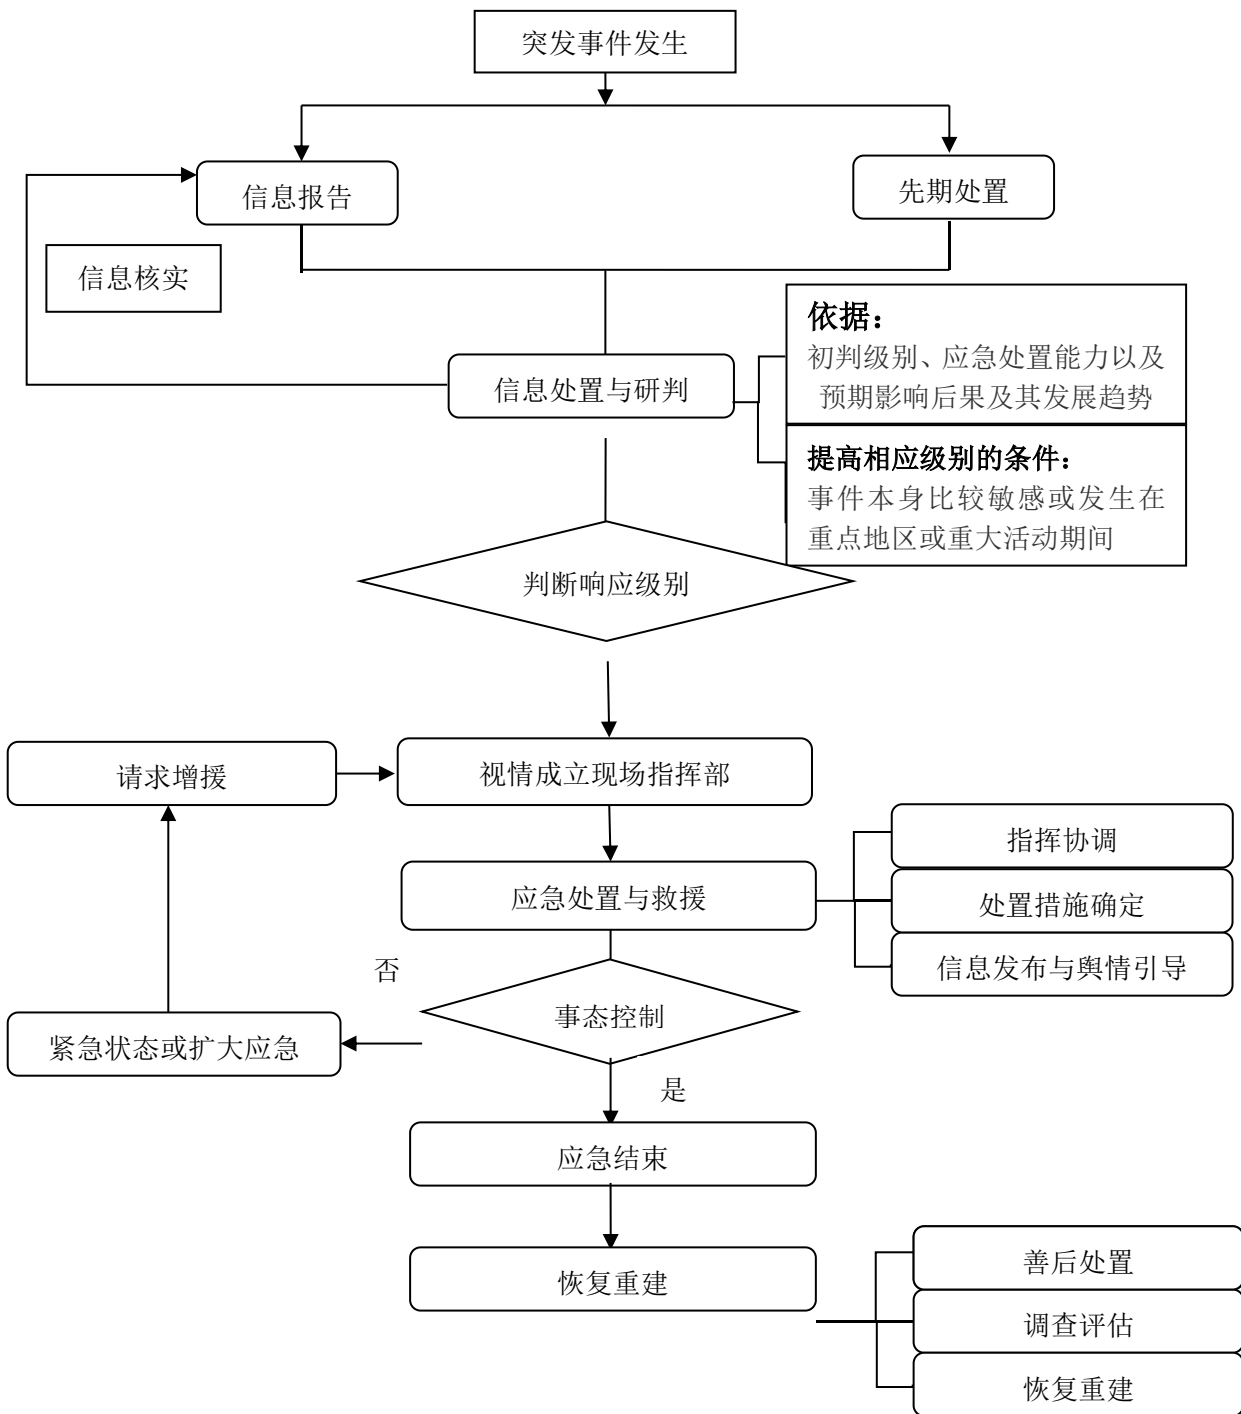 突发事件发生
信息报告
先期处置
信息核实
依据：
初判级别、应急处置能力以及
预期影响后果及其发展趋势
信息处置与研判
提高相应级别的条件：
事件本身比较敏感或发生在
重点地区或重大活动期间
判断响应级别
请求增援
视情成立现场指挥部
指挥协调
应急处置与救援
处置措施确定
信息发布与舆情引导
否
事态控制
紧急状态或扩大应急
是
应急结束
恢复重建
善后处置
调查评估
恢复重建